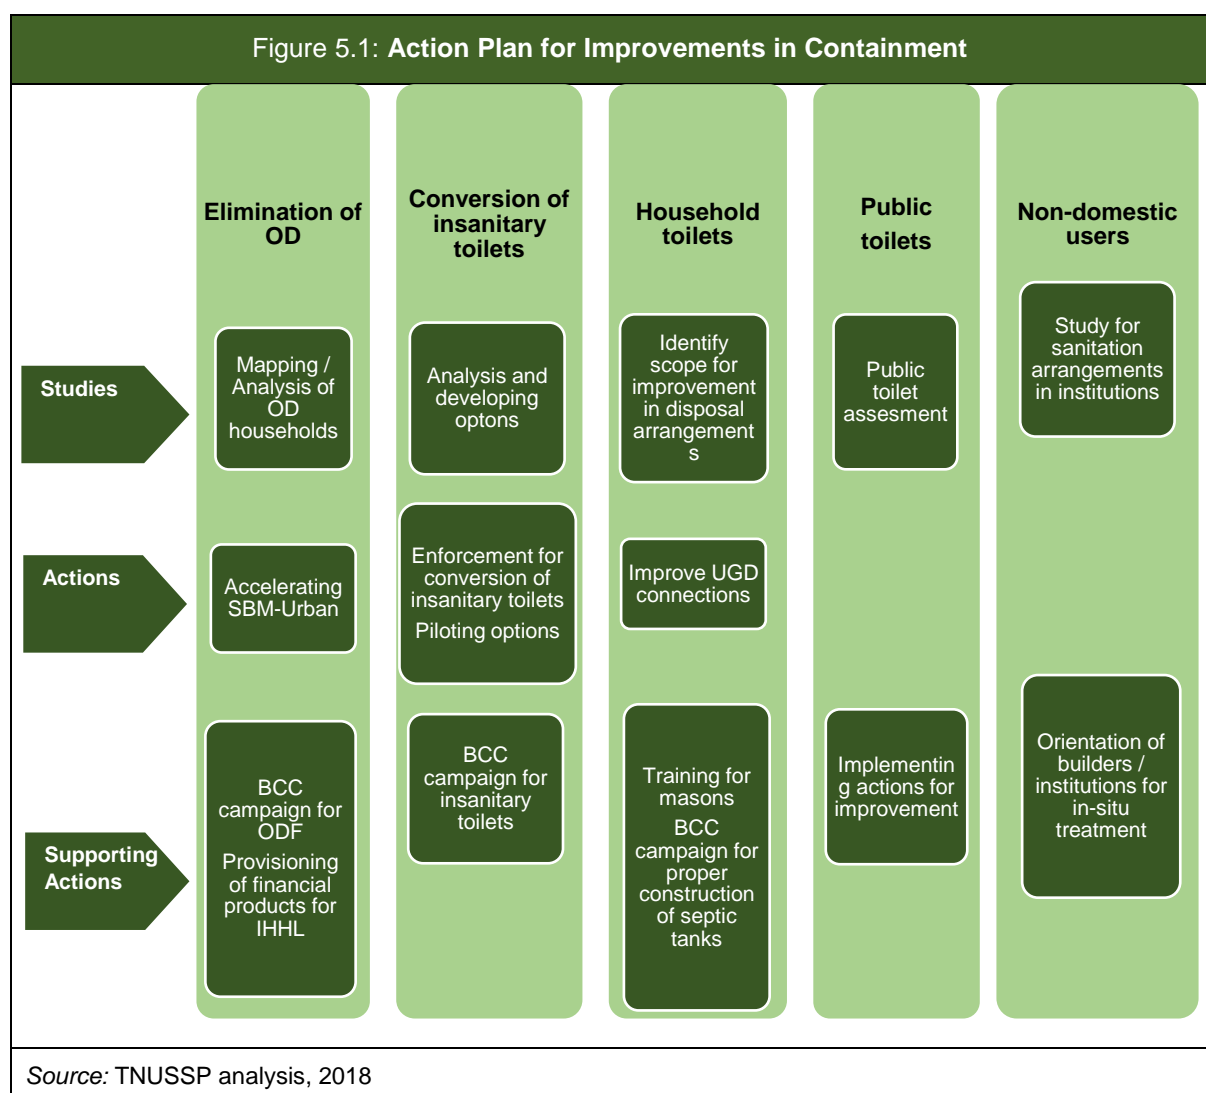 Figure 5.1: Action Plan for Improvements in Containment
Elimination of
OD
Conversion of
insanitary
toilets
Household
toilets
Public
toilets
Non-domestic
users
Studies
Mapping /
Analysis of
OD
households
Analysis and
developing
optons
Identify
scope for
improvement
in disposal
arrangement
s
Public
toilet
assesment
Study for
sanitation
arrangements
in institutions
Actions
Accelerating
SBM-Urban
Enforcement for
conversion of
insanitary toilets
Piloting options
Improve UGD
connections
Supporting
Actions
BCC
campaign for
ODF
Provisioning
of financial
products for
IHHL
BCC
campaign for
insanitary
toilets
Training for
masons
BCC
campaign for
proper
construction
of septic
tanks
Implementin
g actions for
improvement
Orientation of
builders /
institutions for
in-situ
treatment
Source: TNUSSP analysis, 2018